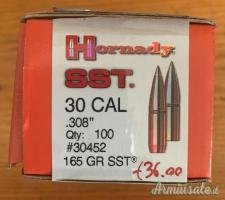 Hornady
SST®
30 CAL
.308"
Qty: 100
#30452
165 GR SST®
£36.00
Armiusate.it